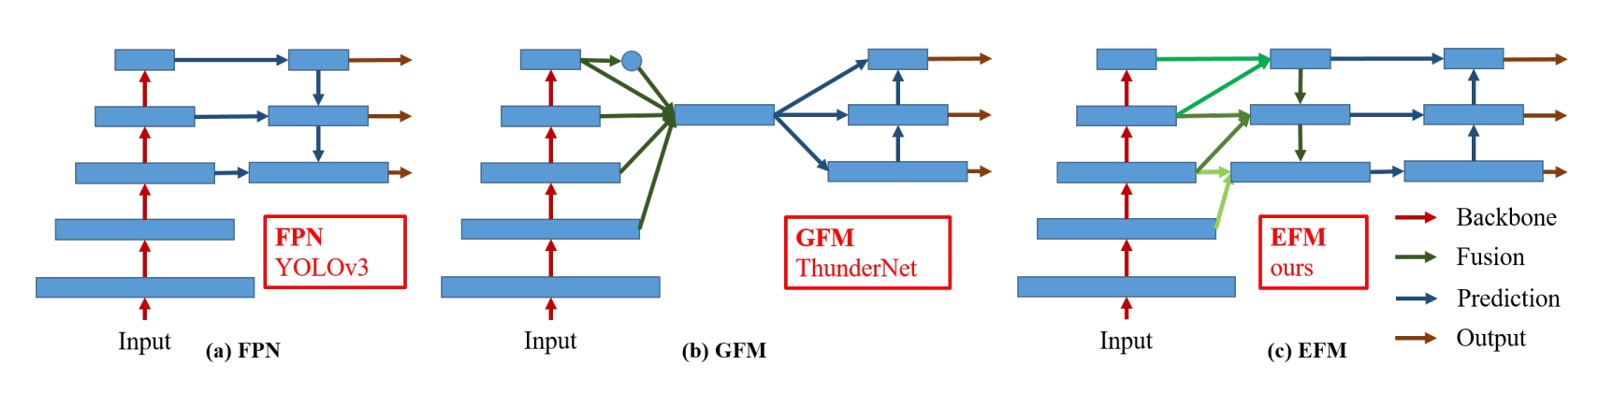 FPN
YOLOv3
Input
(a) FPN
GFM
ThunderNet
Input
(b) GFM
EFM
ours
Input
(c) EFM
Backbone
Fusion
Prediction
Output